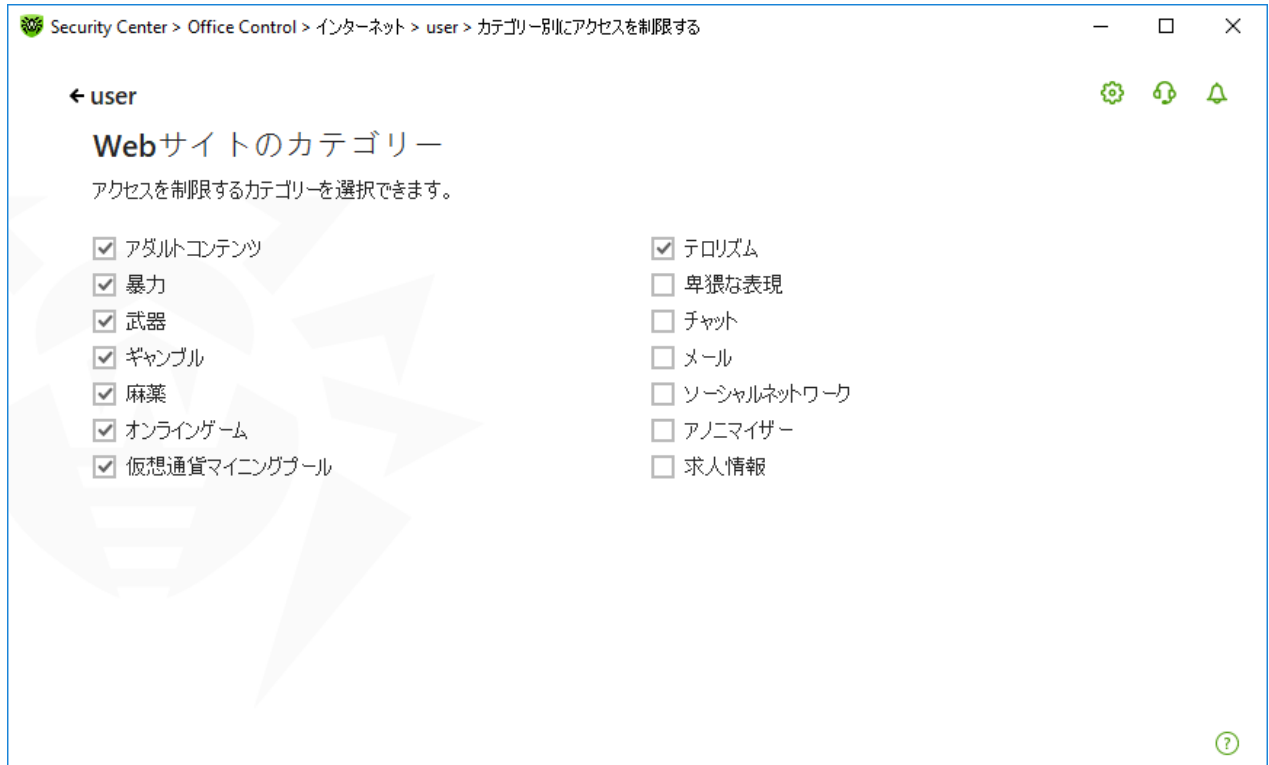 Security Center > Office Control > インターネット > user > カテゴリー別にアクセスを制限する
user
Webサイトのカテゴリー
アクセスを制限するカテゴリーを選択できます。
アダルトコンテンツ
暴力
武器
ギャンブル
麻薬
オンラインゲーム
仮想通貨マイニングプール
テロリズム
卑猥な表現
チャット
メール
ソーシャルネットワーク
アノニマイザー
求人情報
?